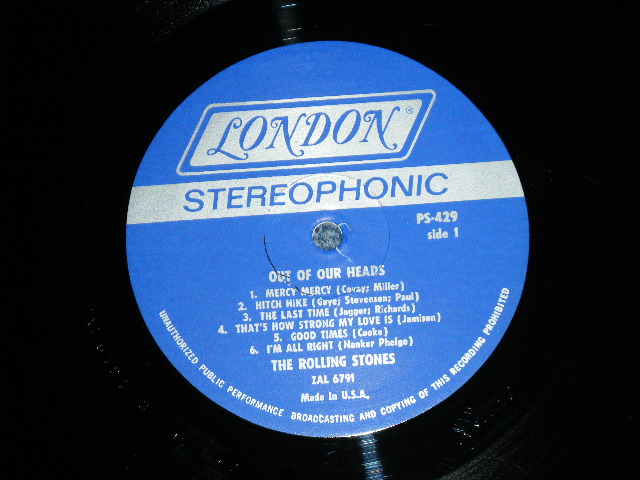 LONDON ®
STEREOPHONIC
PS-429
side 1
OUT OF OUR HEADS
1. MERCY MERCY (Covay; Miller)
2. HITCH HIKE (Gaye; Stevenson; Paul)
3. THE LAST TIME (Jagger; Richards)
4. THAT'S HOW STRONG MY LOVE IS (Jamison)
5. GOOD TIMES (Cooke)
6. I'M ALL RIGHT (Nanker Phelge)
THE ROLLING STONES
ZAL 6791
Made in U.S.A.
UNAUTHORIZED PUBLIC PERFORMANCE BROADCASTING AND COPYING OF THIS RECORDING PROHIBITED